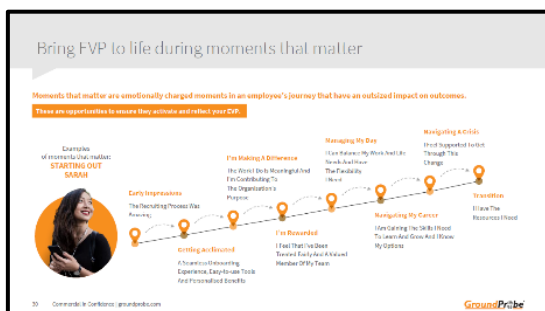 Bring EVP to life during moments that matter
Moments that matter are emotionally charged moments in an employee's journey that have an outsized impact on outcomes.
These are opportunities to ensure they activate and reflect your EVP.
Examples
of moments that matter:
STARTING OUT
SARAH
Early Impressions
The Recruiting Process Was
Amazing
Getting Acclimated
A Seamless Onboarding
Experience, Easy-to-use Tools
And Personalised Benefits
I'm Making A Difference
The Work I Do Is Meaningful And
I'm Contributing To
The Organisation's
Purpose
I'm Rewarded
I Feel That I've Been
Treated Fairly And A Valued
Member Of My Team
Managing My Day
I Can Balance My Work And Life
Needs And Have
The Flexibility
I Need
Navigating My Career
I Am Gaining The Skills I Need
To Learn And Grow And I Know
My Options
Navigating A Crisis
I Feel Supported To Get
Through This
Change
Transition
I Have The
Resources I Need
Commercial in Confidence | groundprobe.com
GroundProbe